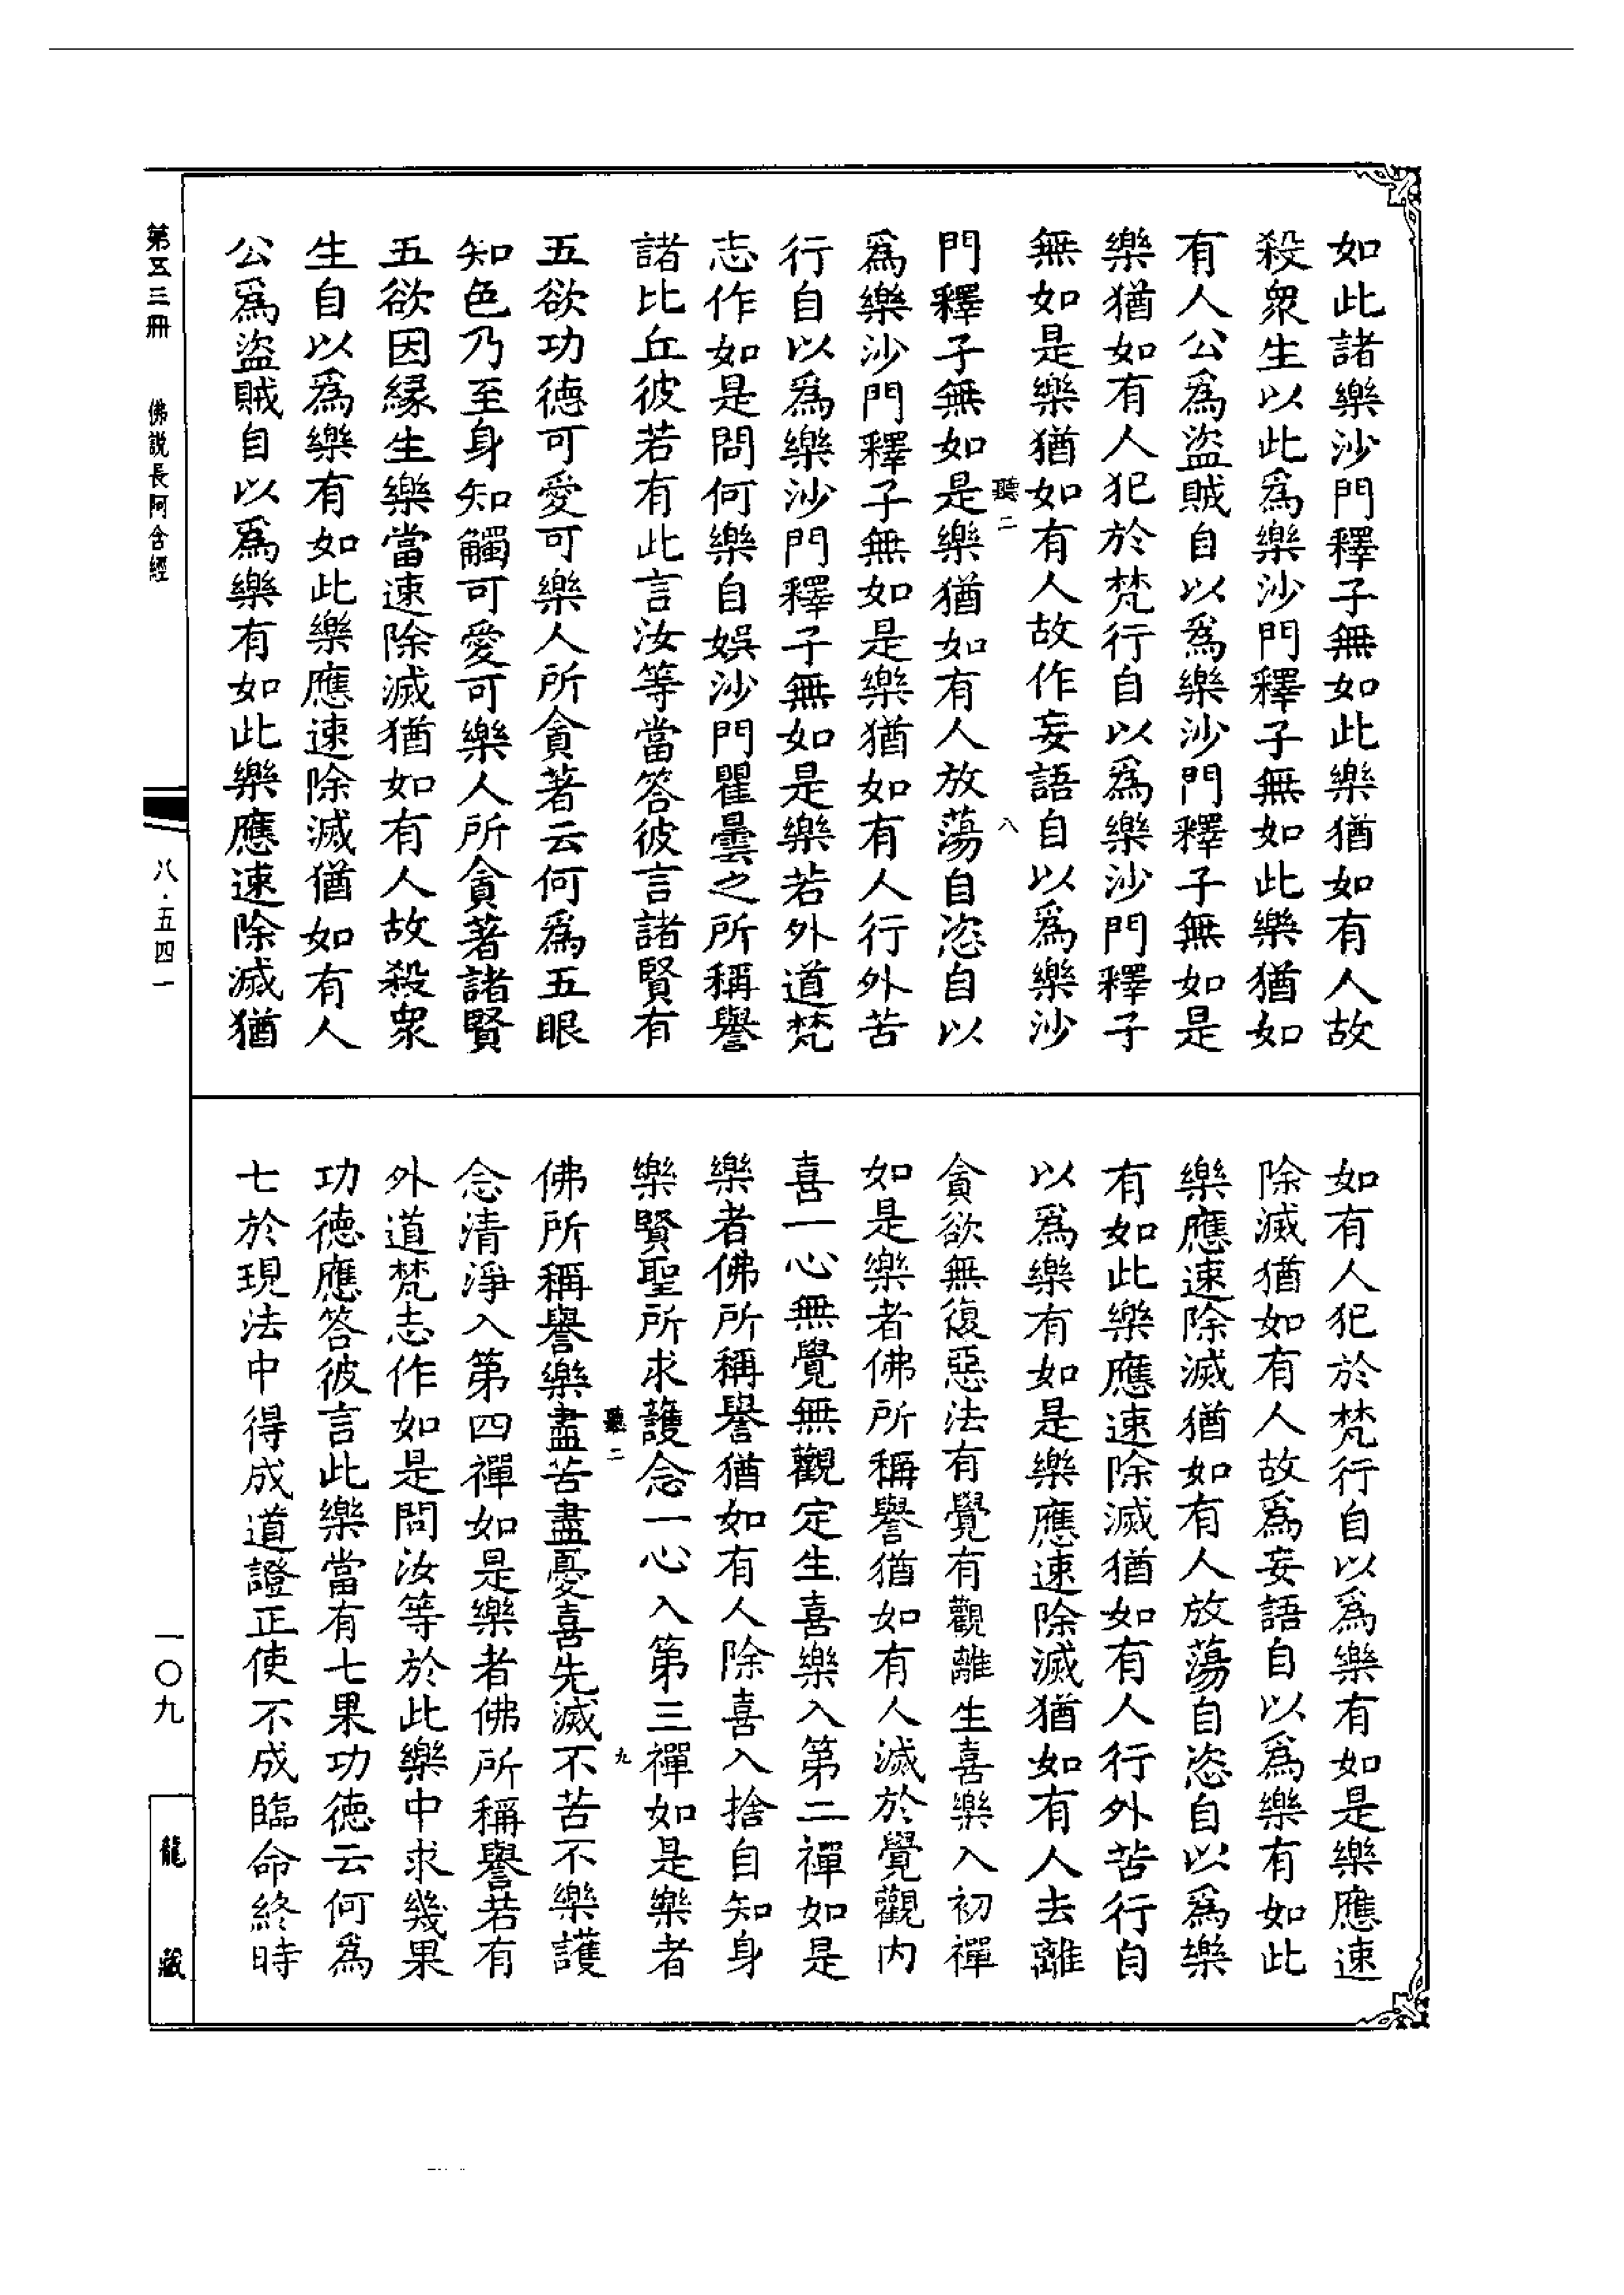 如此諸樂沙門釋子無如此樂猶如有人故
殺衆生以此爲樂沙門釋子無如此樂猶如
有人公爲盜賊自以爲樂沙門釋子無如是
樂猶如有人犯於梵行自以爲樂沙門釋子
無如是樂猶如有人故作妄語自以爲樂沙
聽二
八
門釋子無如是樂猶如有人放蕩自恣自以
爲樂沙門釋子無如是樂猶如有人行外苦
行自以爲樂沙門釋子無如是樂若外道梵
志作如是問何樂自娛沙門瞿曇之所稱譽
諸比丘彼若有此言汝等當答彼言諸賢有
五欲功德可愛可樂人所貪著云何爲五眼
知色乃至身知觸可愛可樂人所貪著諸賢
五欲因緣生樂當速除滅猶如有人故殺衆
生自以爲樂有如此樂應速除滅猶如有人
公爲盜賊自以爲樂有如此樂應速除滅猶
如有人犯於梵行自以爲樂有如是樂應速
除滅猶如有人故爲妄語自以爲樂有如此
樂應速除滅猶如有人放蕩自恣自以爲樂
有如此樂應速除滅猶如有人行外苦行自
以爲樂有如是樂應速除滅猶如有人去離
貪欲無復惡法有覺有觀離生喜樂入初禪
如是樂者佛所稱譽猶如有人滅於覺觀內
喜一心無覺無觀定生喜樂入第二禪如是
樂者佛所稱譽猶如有人除喜入捨自知身
樂賢聖所求護念一心入第三禪如是樂者
聽二
九
佛所稱譽樂盡苦盡憂喜先滅不苦不樂護
念清淨入第四禪如是樂者佛所稱譽若有
外道梵志作如是問汝等於此樂中求幾果
功德應答彼言此樂當有七果功德云何為
七於現法中得成道證正使不成臨命終時
第五三冊 佛說長阿含經
八·五四一
一〇九
龍藏